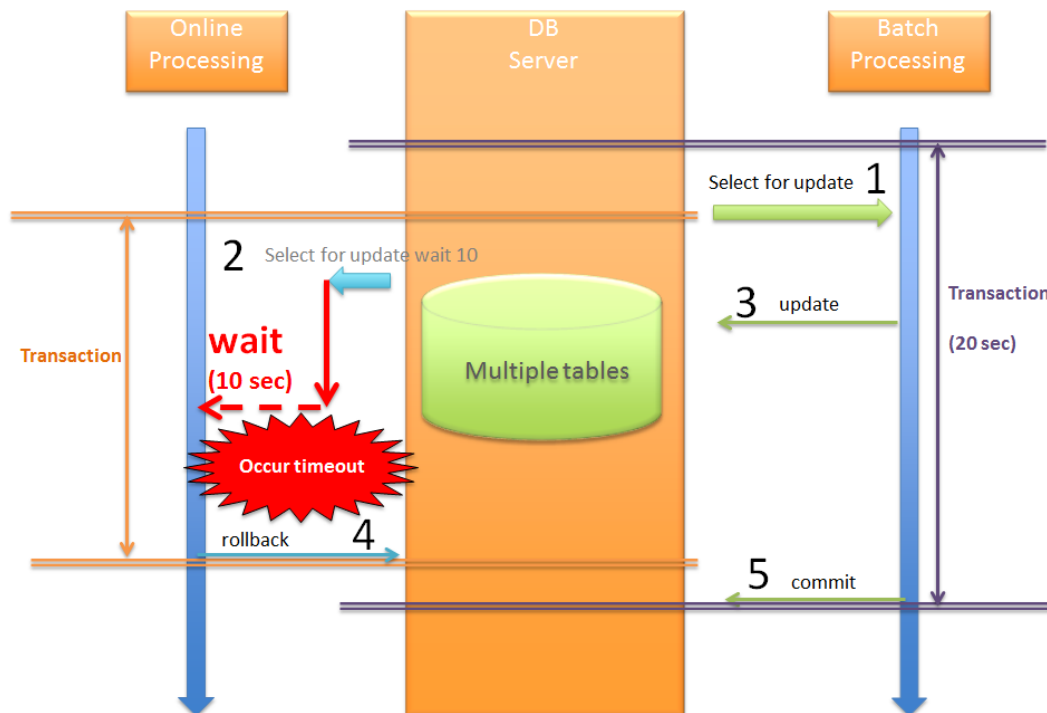 Online
Processing
DB
Server
Batch
Processing
Select for update 1
2 Select for update wait 10
3 update
Transaction
(20 sec)
wait
(10 sec)
Transaction
Multiple tables
Occur timeout
rollback 4
5 commit